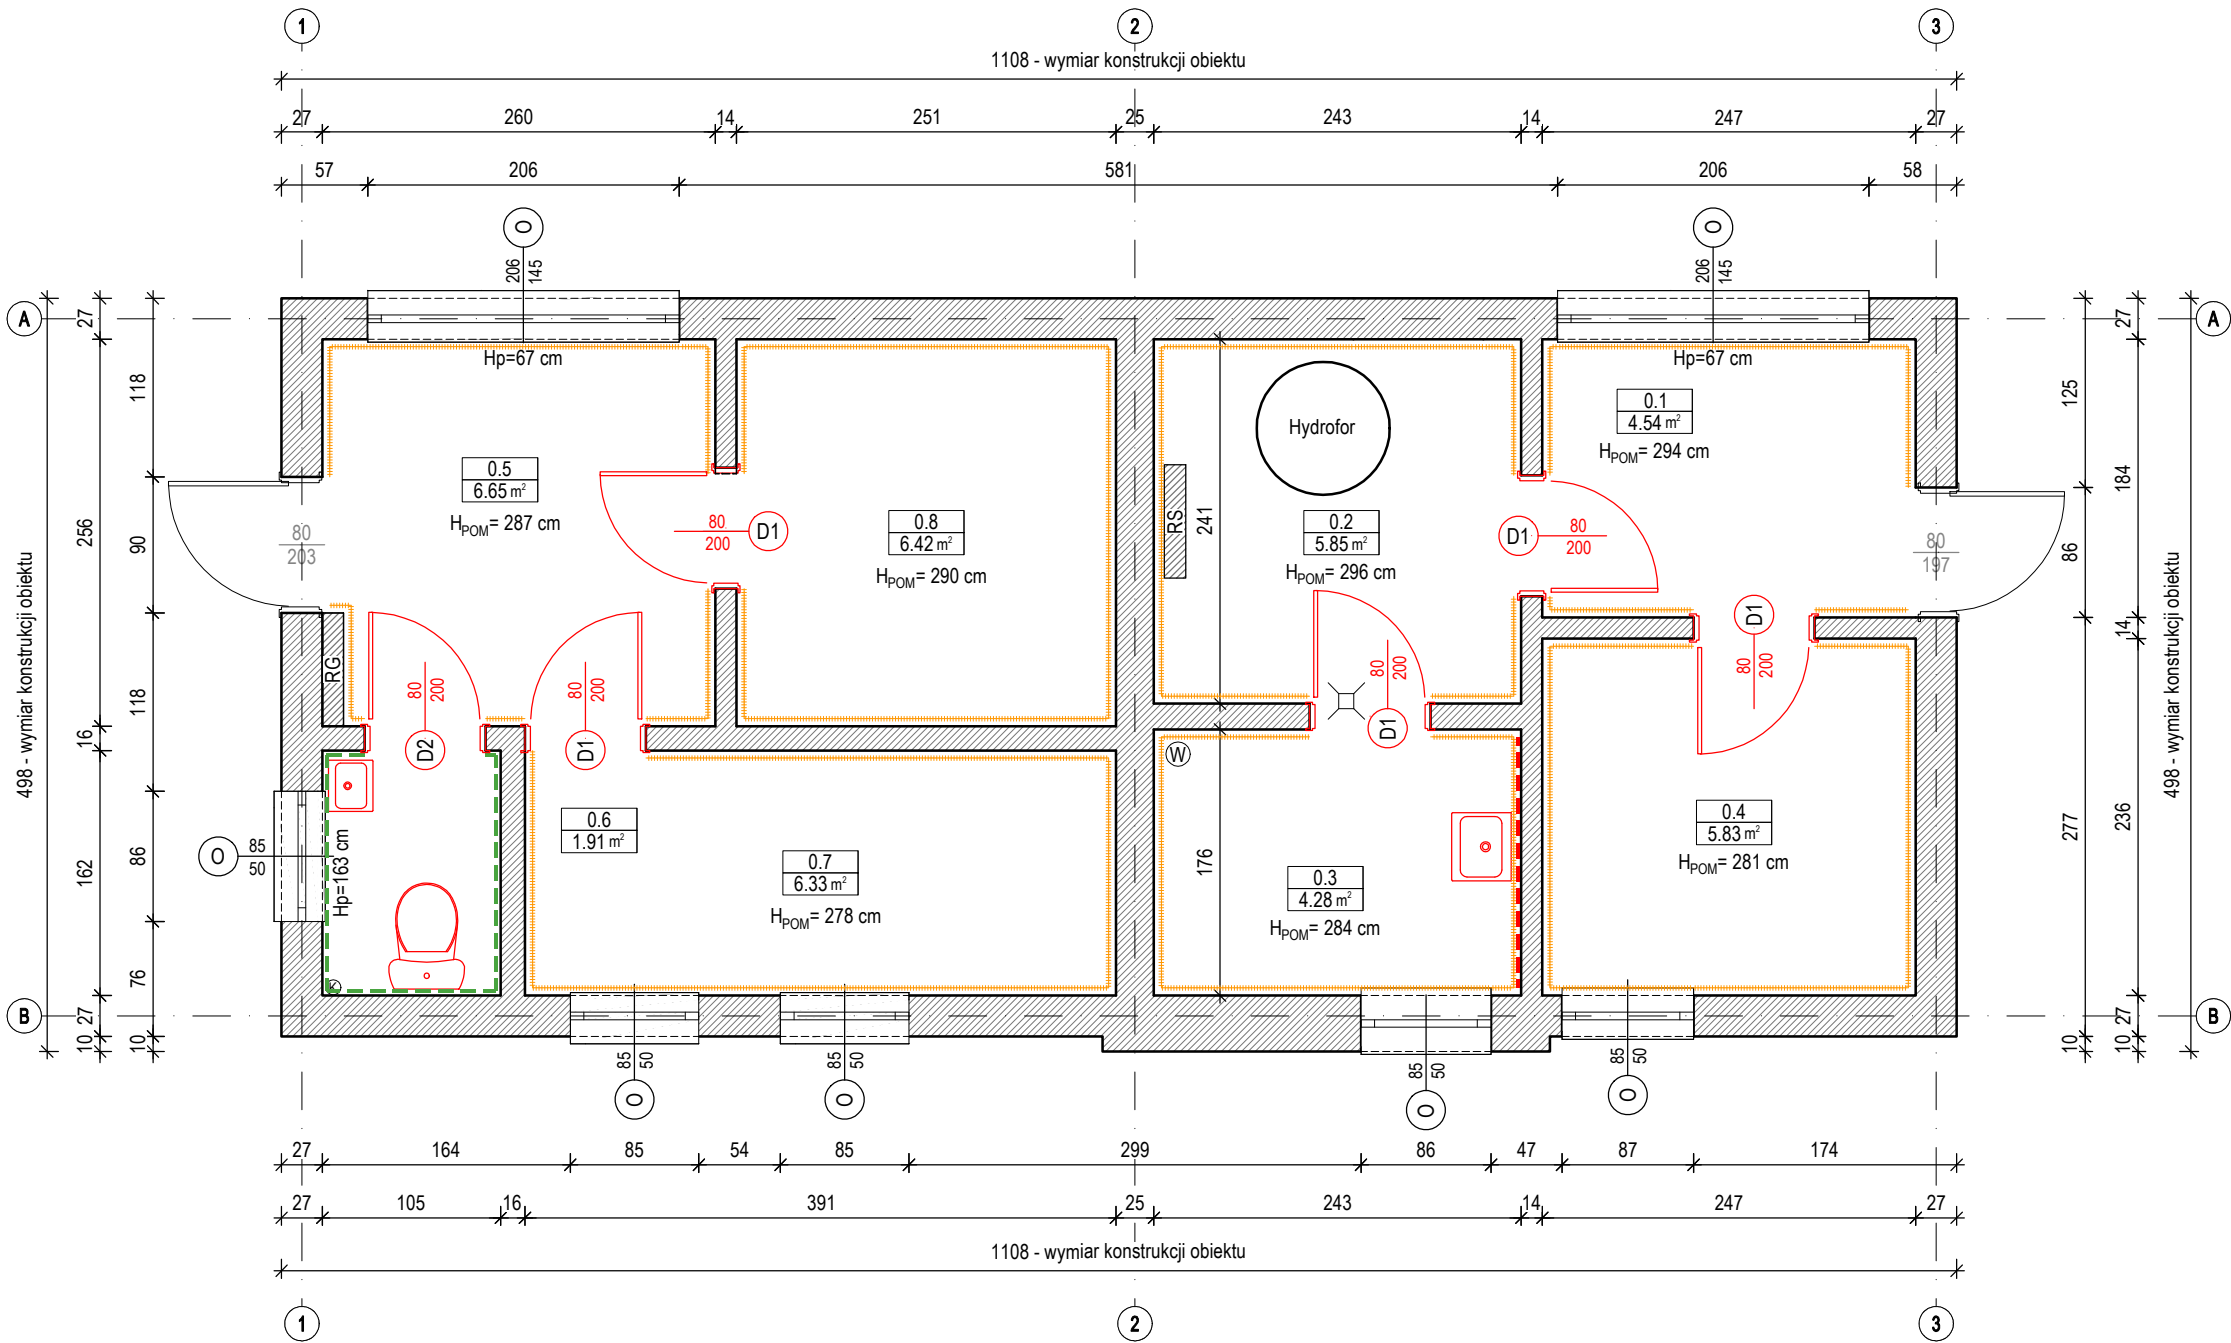 1 2 3
1108 - wymiar konstrukcji obiektu
27 260 14 251 25 243 14 247 27
57 206 581 206 58
O O
206 145 206 145
A A
Hp=67 cm Hp=67 cm
498 - wymiar konstrukcji obiektu
27 256 16 162 27 10
118 90 118 86 76 10
80
203
0.5
6.65 m²
HPOM= 287 cm
80
200
D1
0.8
6.42 m²
HPOM= 290 cm
RS
241
Hydrofor
0.2
5.85 m²
HPOM= 296 cm
D1
80
200
0.1
4.54 m²
HPOM= 294 cm
80
197
125 86 277 10
27 184 14 236 27 10
498 - wymiar konstrukcji obiektu
RG
80
200
D2
80
200
D1
80
200
D1
D1
80
200
W
O
85
50
Hp=163 cm
K
0.6
1.91 m²
0.7
6.33 m²
HPOM= 278 cm
176
0.3
4.28 m²
HPOM= 284 cm
0.4
5.83 m²
HPOM= 281 cm
B B
85 50 85 50 85 50 85 50
O O O O
27 164 85 54 85 299 86 47 87 174
27 105 16 391 25 243 14 247 27
1108 - wymiar konstrukcji obiektu
1 2 3